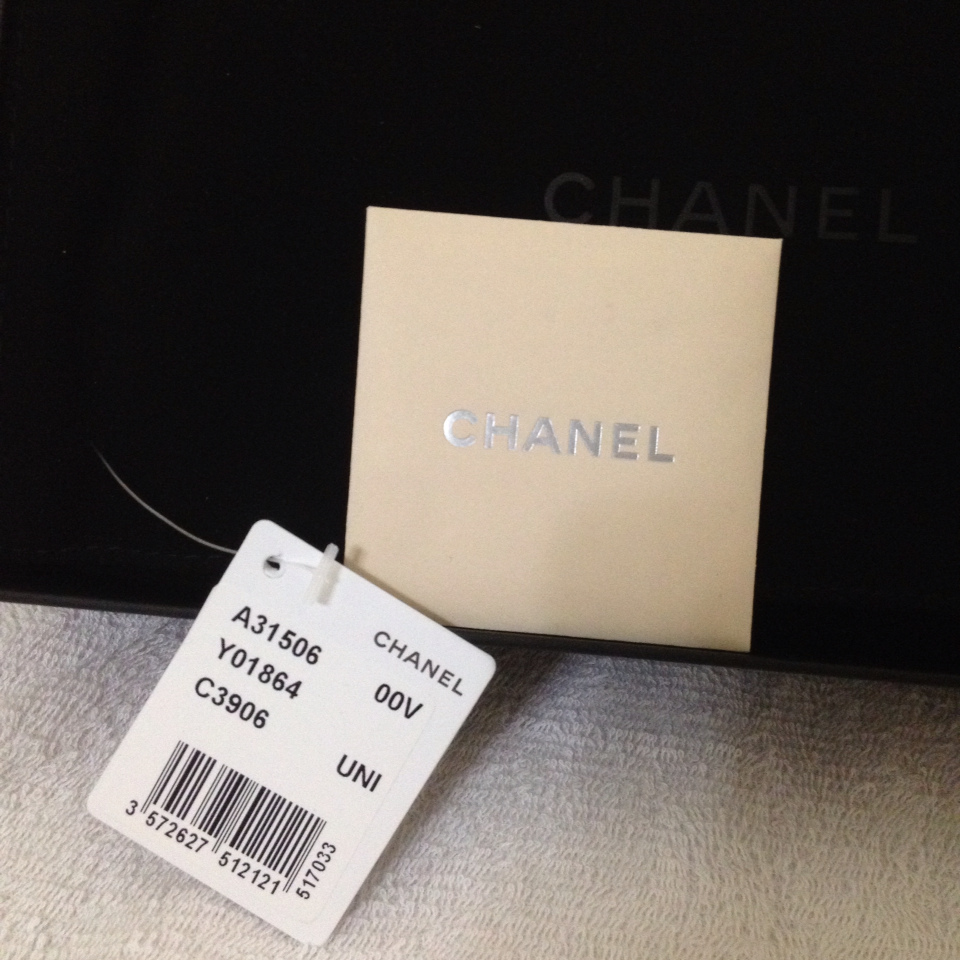 CHANEL
CHANEL
CHANEL
A31506
Y01864
00V
C3906
UNI
3 572627 512121
517033